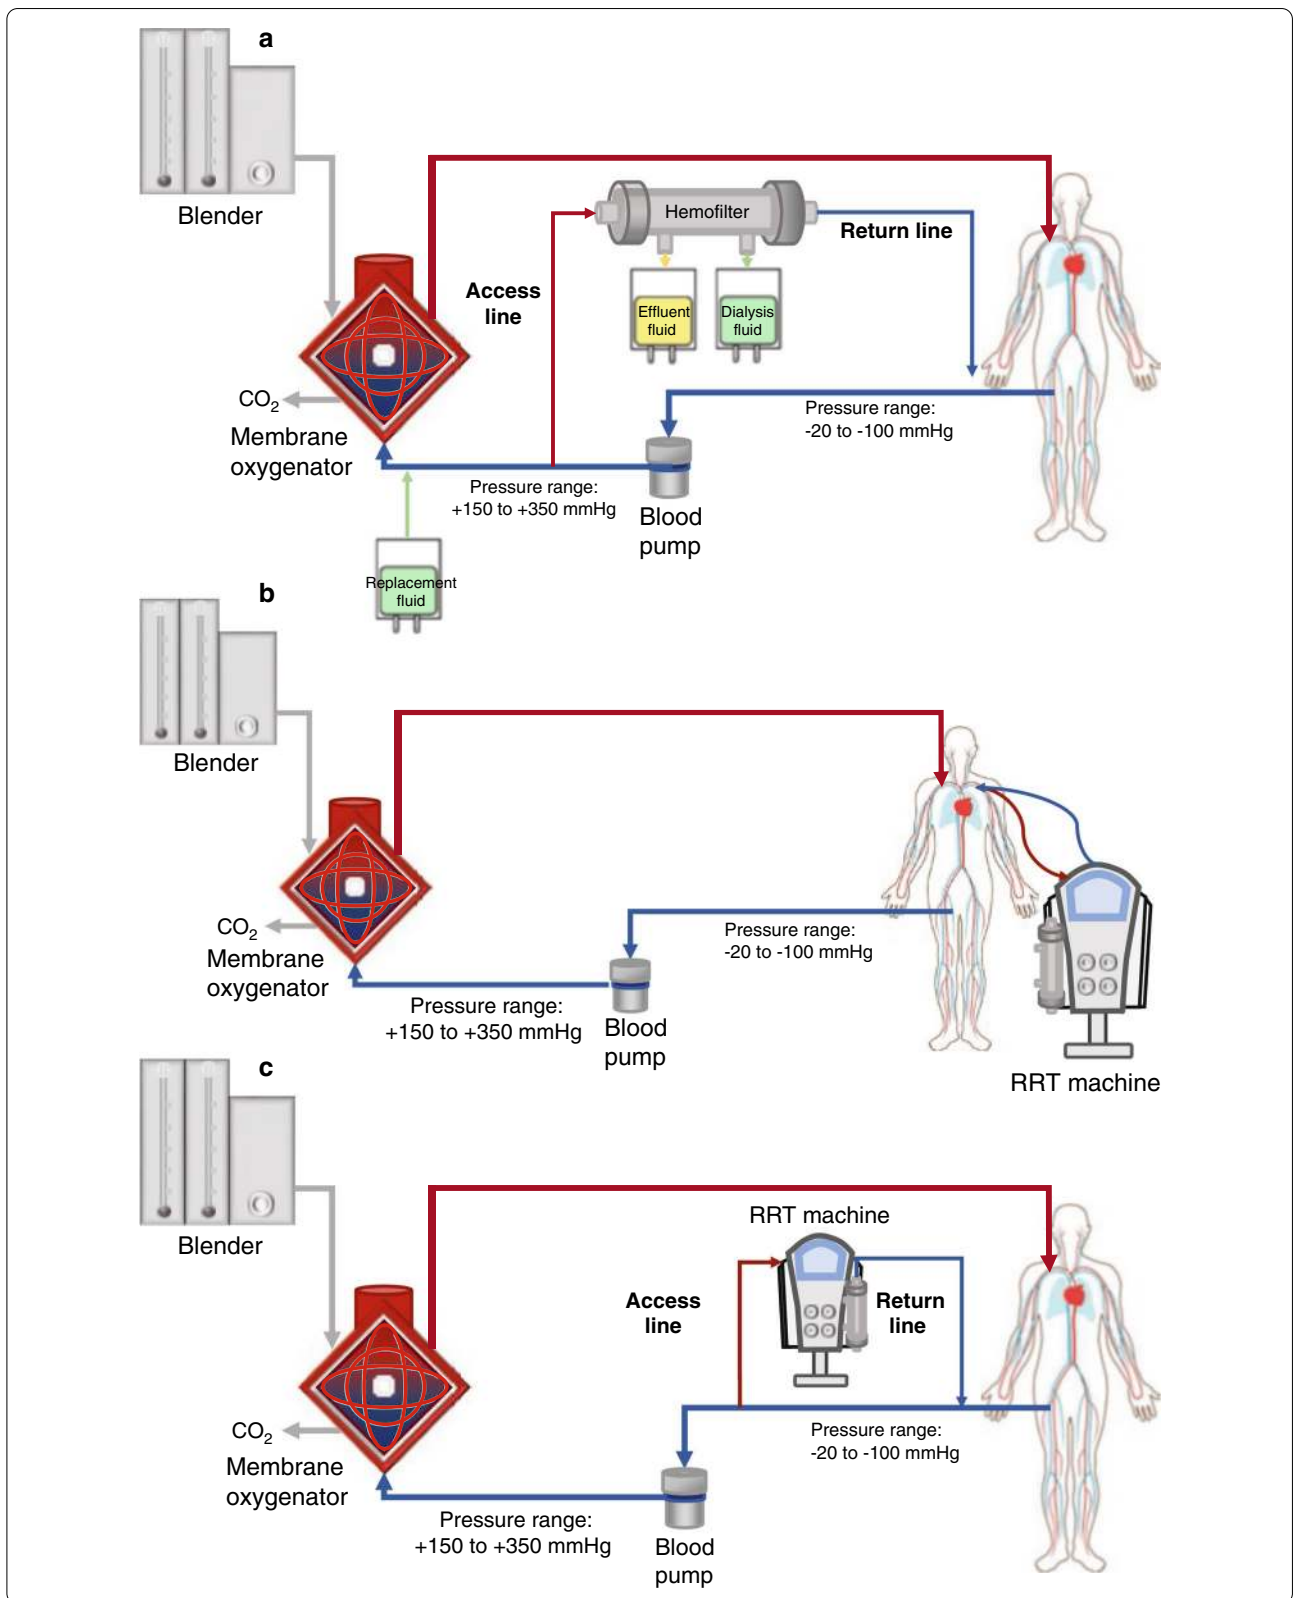 a
Blender
Hemofilter
Return line
Access
line
Effluent
fluid
Dialysis
fluid
CO2
Membrane
oxygenator
Pressure range:
-20 to -100 mmHg
Pressure range:
+150 to +350 mmHg
Blood
pump
Replacement
fluid
b
Blender
CO2
Membrane
oxygenator
Pressure range:
-20 to -100 mmHg
Pressure range:
+150 to +350 mmHg
Blood
pump
RRT machine
c
Blender
RRT machine
Access
line
Return
line
CO2
Membrane
oxygenator
Pressure range:
-20 to -100 mmHg
Pressure range:
+150 to +350 mmHg
Blood
pump